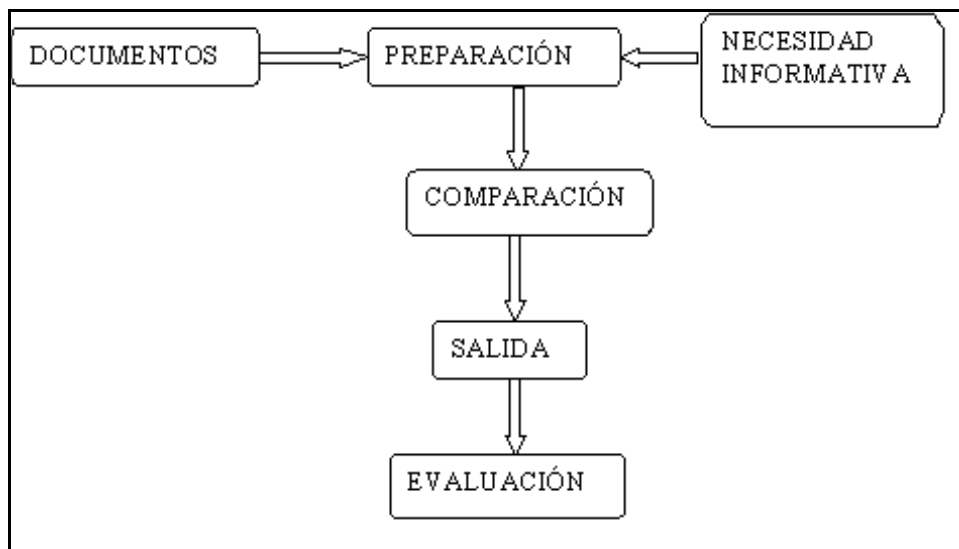 DOCUMENTOS
PREPARACIÓN
NECESIDAD
INFORMATIVA
COMPARACIÓN
SALIDA
EVALUACIÓN